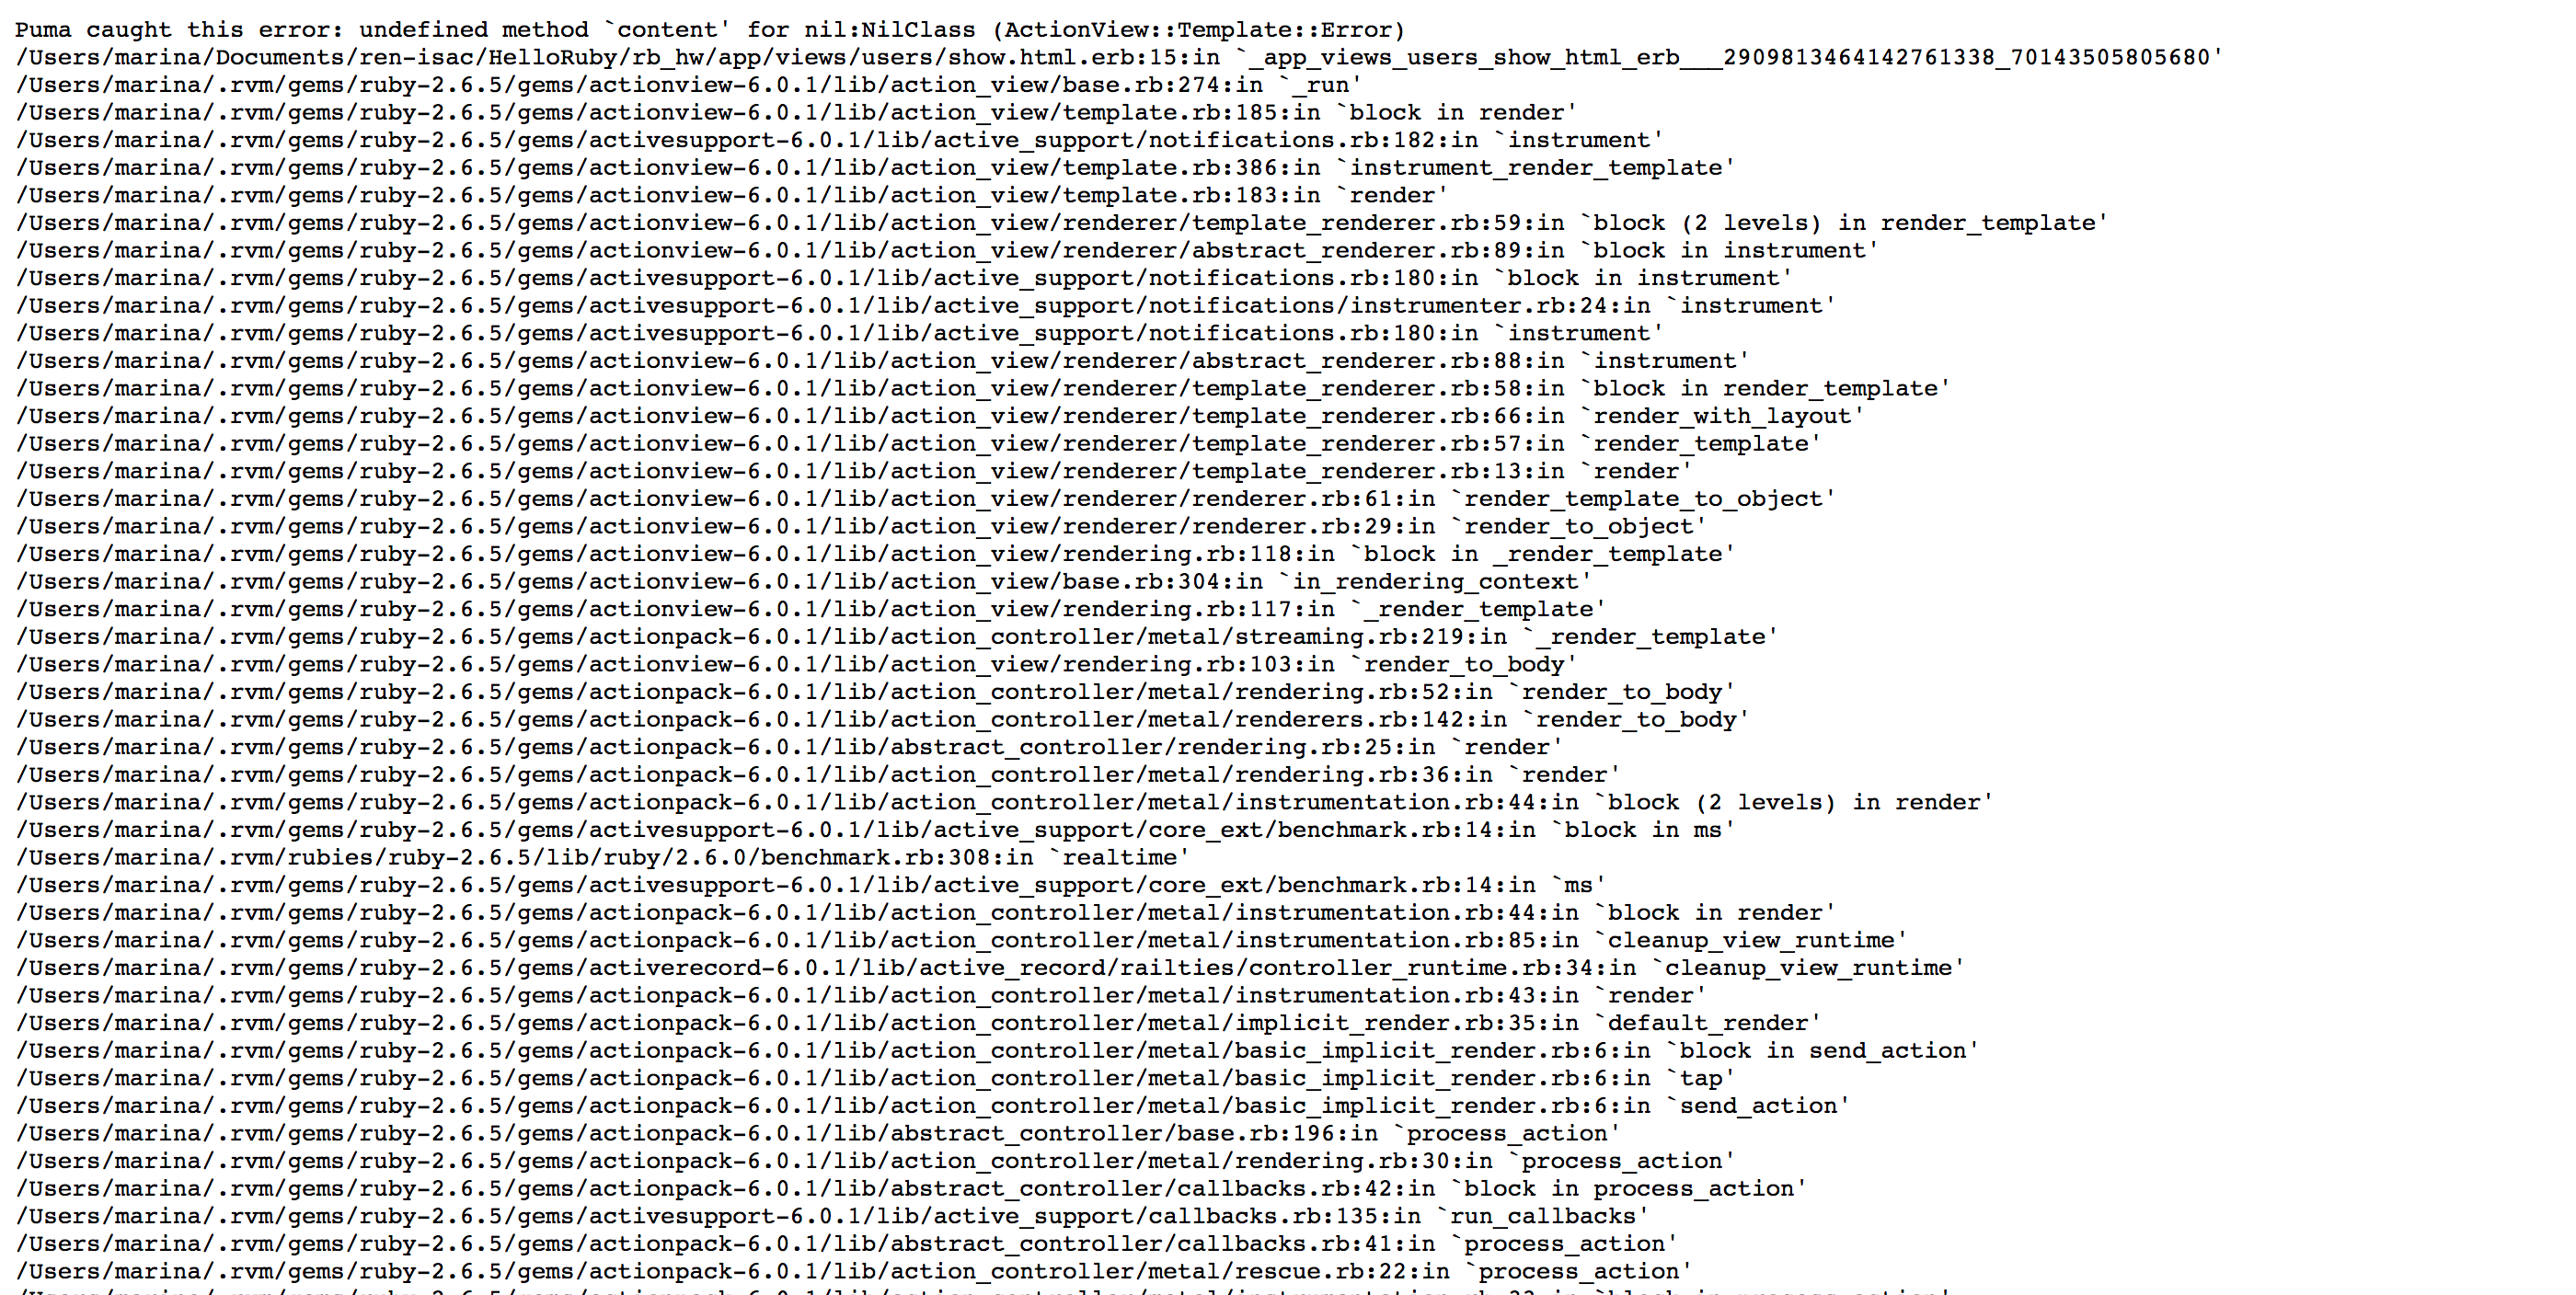 Puma caught this error: undefined method `content' for nil:NilClass (ActionView::Template::Error)
/Users/marina/Documents/ren-isac/HelloRuby/rb_hw/app/views/users/show.html.erb:15:in `_app_views_users_show_html_erb___2909813464142761338_70143505805680'
/Users/marina/.rvm/gems/ruby-2.6.5/gems/actionview-6.0.1/lib/action_view/base.rb:274:in `_run'
/Users/marina/.rvm/gems/ruby-2.6.5/gems/actionview-6.0.1/lib/action_view/template.rb:185:in `block in render'
/Users/marina/.rvm/gems/ruby-2.6.5/gems/activesupport-6.0.1/lib/active_support/notifications.rb:182:in `instrument'
/Users/marina/.rvm/gems/ruby-2.6.5/gems/actionview-6.0.1/lib/action_view/template.rb:386:in `instrument_render_template'
/Users/marina/.rvm/gems/ruby-2.6.5/gems/actionview-6.0.1/lib/action_view/template.rb:183:in `render'
/Users/marina/.rvm/gems/ruby-2.6.5/gems/actionview-6.0.1/lib/action_view/renderer/template_renderer.rb:59:in `block (2 levels) in render_template'
/Users/marina/.rvm/gems/ruby-2.6.5/gems/actionview-6.0.1/lib/action_view/renderer/abstract_renderer.rb:89:in `block in instrument'
/Users/marina/.rvm/gems/ruby-2.6.5/gems/activesupport-6.0.1/lib/active_support/notifications.rb:180:in `block in instrument'
/Users/marina/.rvm/gems/ruby-2.6.5/gems/activesupport-6.0.1/lib/active_support/notifications/instrumenter.rb:24:in `instrument'
/Users/marina/.rvm/gems/ruby-2.6.5/gems/activesupport-6.0.1/lib/active_support/notifications.rb:180:in `instrument'
/Users/marina/.rvm/gems/ruby-2.6.5/gems/actionview-6.0.1/lib/action_view/renderer/abstract_renderer.rb:88:in `instrument'
/Users/marina/.rvm/gems/ruby-2.6.5/gems/actionview-6.0.1/lib/action_view/renderer/template_renderer.rb:58:in `block in render_template'
/Users/marina/.rvm/gems/ruby-2.6.5/gems/actionview-6.0.1/lib/action_view/renderer/template_renderer.rb:66:in `render_with_layout'
/Users/marina/.rvm/gems/ruby-2.6.5/gems/actionview-6.0.1/lib/action_view/renderer/template_renderer.rb:57:in `render_template'
/Users/marina/.rvm/gems/ruby-2.6.5/gems/actionview-6.0.1/lib/action_view/renderer/template_renderer.rb:13:in `render'
/Users/marina/.rvm/gems/ruby-2.6.5/gems/actionview-6.0.1/lib/action_view/renderer/renderer.rb:61:in `render_template_to_object'
/Users/marina/.rvm/gems/ruby-2.6.5/gems/actionview-6.0.1/lib/action_view/renderer/renderer.rb:29:in `render_to_object'
/Users/marina/.rvm/gems/ruby-2.6.5/gems/actionview-6.0.1/lib/action_view/rendering.rb:118:in `block in _render_template'
/Users/marina/.rvm/gems/ruby-2.6.5/gems/actionview-6.0.1/lib/action_view/base.rb:304:in `in_rendering_context'
/Users/marina/.rvm/gems/ruby-2.6.5/gems/actionview-6.0.1/lib/action_view/rendering.rb:117:in `_render_template'
/Users/marina/.rvm/gems/ruby-2.6.5/gems/actionpack-6.0.1/lib/action_controller/metal/streaming.rb:219:in `_render_template'
/Users/marina/.rvm/gems/ruby-2.6.5/gems/actionview-6.0.1/lib/action_view/rendering.rb:103:in `render_to_body'
/Users/marina/.rvm/gems/ruby-2.6.5/gems/actionpack-6.0.1/lib/action_controller/metal/rendering.rb:52:in `render_to_body'
/Users/marina/.rvm/gems/ruby-2.6.5/gems/actionpack-6.0.1/lib/action_controller/metal/renderers.rb:142:in `render_to_body'
/Users/marina/.rvm/gems/ruby-2.6.5/gems/actionpack-6.0.1/lib/abstract_controller/rendering.rb:25:in `render'
/Users/marina/.rvm/gems/ruby-2.6.5/gems/actionpack-6.0.1/lib/action_controller/metal/rendering.rb:36:in `render'
/Users/marina/.rvm/gems/ruby-2.6.5/gems/actionpack-6.0.1/lib/action_controller/metal/instrumentation.rb:44:in `block (2 levels) in render'
/Users/marina/.rvm/gems/ruby-2.6.5/gems/activesupport-6.0.1/lib/active_support/core_ext/benchmark.rb:14:in `block in ms'
/Users/marina/.rvm/rubies/ruby-2.6.5/lib/ruby/2.6.0/benchmark.rb:308:in `realtime'
/Users/marina/.rvm/gems/ruby-2.6.5/gems/activesupport-6.0.1/lib/active_support/core_ext/benchmark.rb:14:in `ms'
/Users/marina/.rvm/gems/ruby-2.6.5/gems/actionpack-6.0.1/lib/action_controller/metal/instrumentation.rb:44:in `block in render'
/Users/marina/.rvm/gems/ruby-2.6.5/gems/actionpack-6.0.1/lib/action_controller/metal/instrumentation.rb:85:in `cleanup_view_runtime'
/Users/marina/.rvm/gems/ruby-2.6.5/gems/activerecord-6.0.1/lib/active_record/railties/controller_runtime.rb:34:in `cleanup_view_runtime'
/Users/marina/.rvm/gems/ruby-2.6.5/gems/actionpack-6.0.1/lib/action_controller/metal/instrumentation.rb:43:in `render'
/Users/marina/.rvm/gems/ruby-2.6.5/gems/actionpack-6.0.1/lib/action_controller/metal/implicit_render.rb:35:in `default_render'
/Users/marina/.rvm/gems/ruby-2.6.5/gems/actionpack-6.0.1/lib/action_controller/metal/basic_implicit_render.rb:6:in `block in send_action'
/Users/marina/.rvm/gems/ruby-2.6.5/gems/actionpack-6.0.1/lib/action_controller/metal/basic_implicit_render.rb:6:in `tap'
/Users/marina/.rvm/gems/ruby-2.6.5/gems/actionpack-6.0.1/lib/action_controller/metal/basic_implicit_render.rb:6:in `send_action'
/Users/marina/.rvm/gems/ruby-2.6.5/gems/actionpack-6.0.1/lib/abstract_controller/base.rb:196:in `process_action'
/Users/marina/.rvm/gems/ruby-2.6.5/gems/actionpack-6.0.1/lib/action_controller/metal/rendering.rb:30:in `process_action'
/Users/marina/.rvm/gems/ruby-2.6.5/gems/actionpack-6.0.1/lib/abstract_controller/callbacks.rb:42:in `block in process_action'
/Users/marina/.rvm/gems/ruby-2.6.5/gems/activesupport-6.0.1/lib/active_support/callbacks.rb:135:in `run_callbacks'
/Users/marina/.rvm/gems/ruby-2.6.5/gems/actionpack-6.0.1/lib/abstract_controller/callbacks.rb:41:in `process_action'
/Users/marina/.rvm/gems/ruby-2.6.5/gems/actionpack-6.0.1/lib/action_controller/metal/rescue.rb:22:in `process_action'